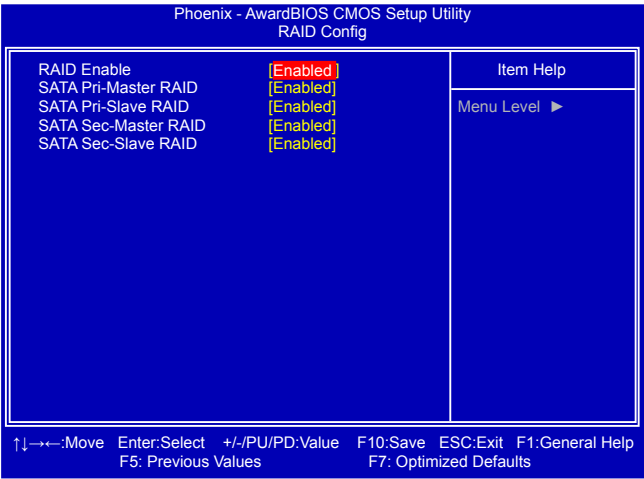 Phoenix - AwardBIOS CMOS Setup Utility
RAID Config
RAID Enable [Enabled ]
SATA Pri-Master RAID [Enabled]
SATA Pri-Slave RAID [Enabled]
SATA Sec-Master RAID [Enabled]
SATA Sec-Slave RAID [Enabled]
Item Help
Menu Level ►
↑↓→←:Move Enter:Select +/-/PU/PD:Value F10:Save ESC:Exit F1:General Help
F5: Previous Values F7: Optimized Defaults